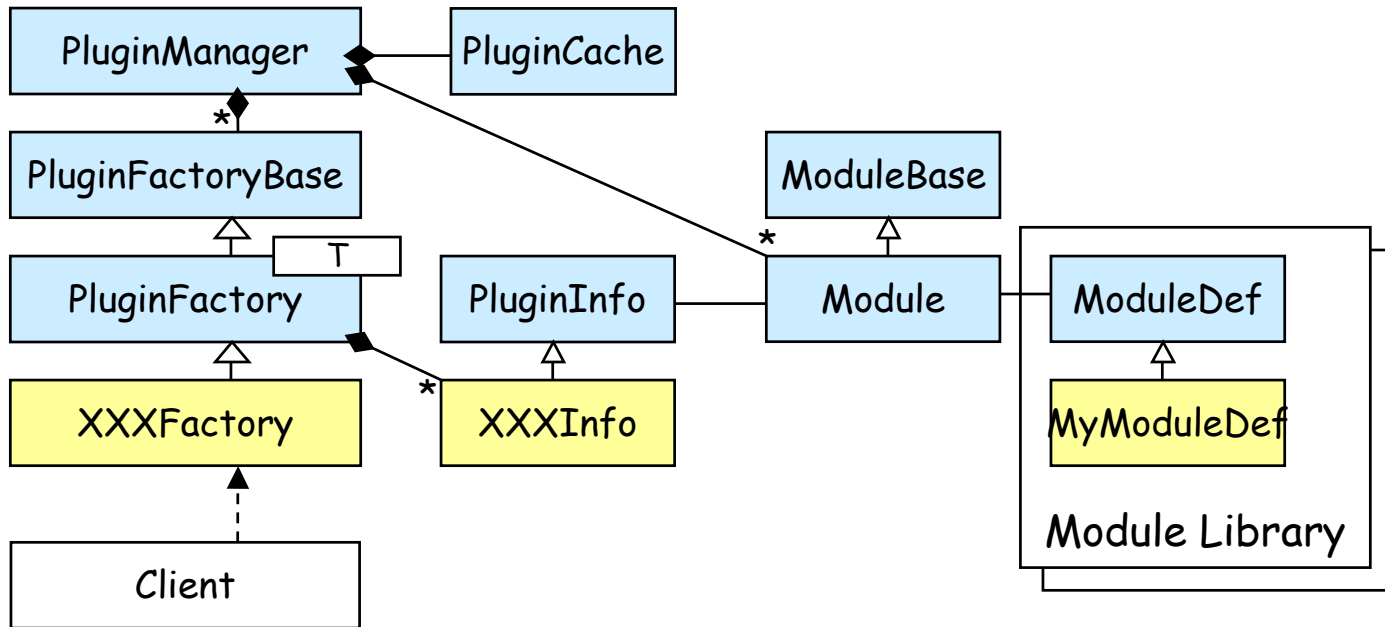 PluginManager
PluginCache
*
PluginFactoryBase
ModuleBase
*
T
PluginFactory
PluginInfo
Module
ModuleDef
*
XXXFactory
XXXInfo
MyModuleDef
Module Library
Client